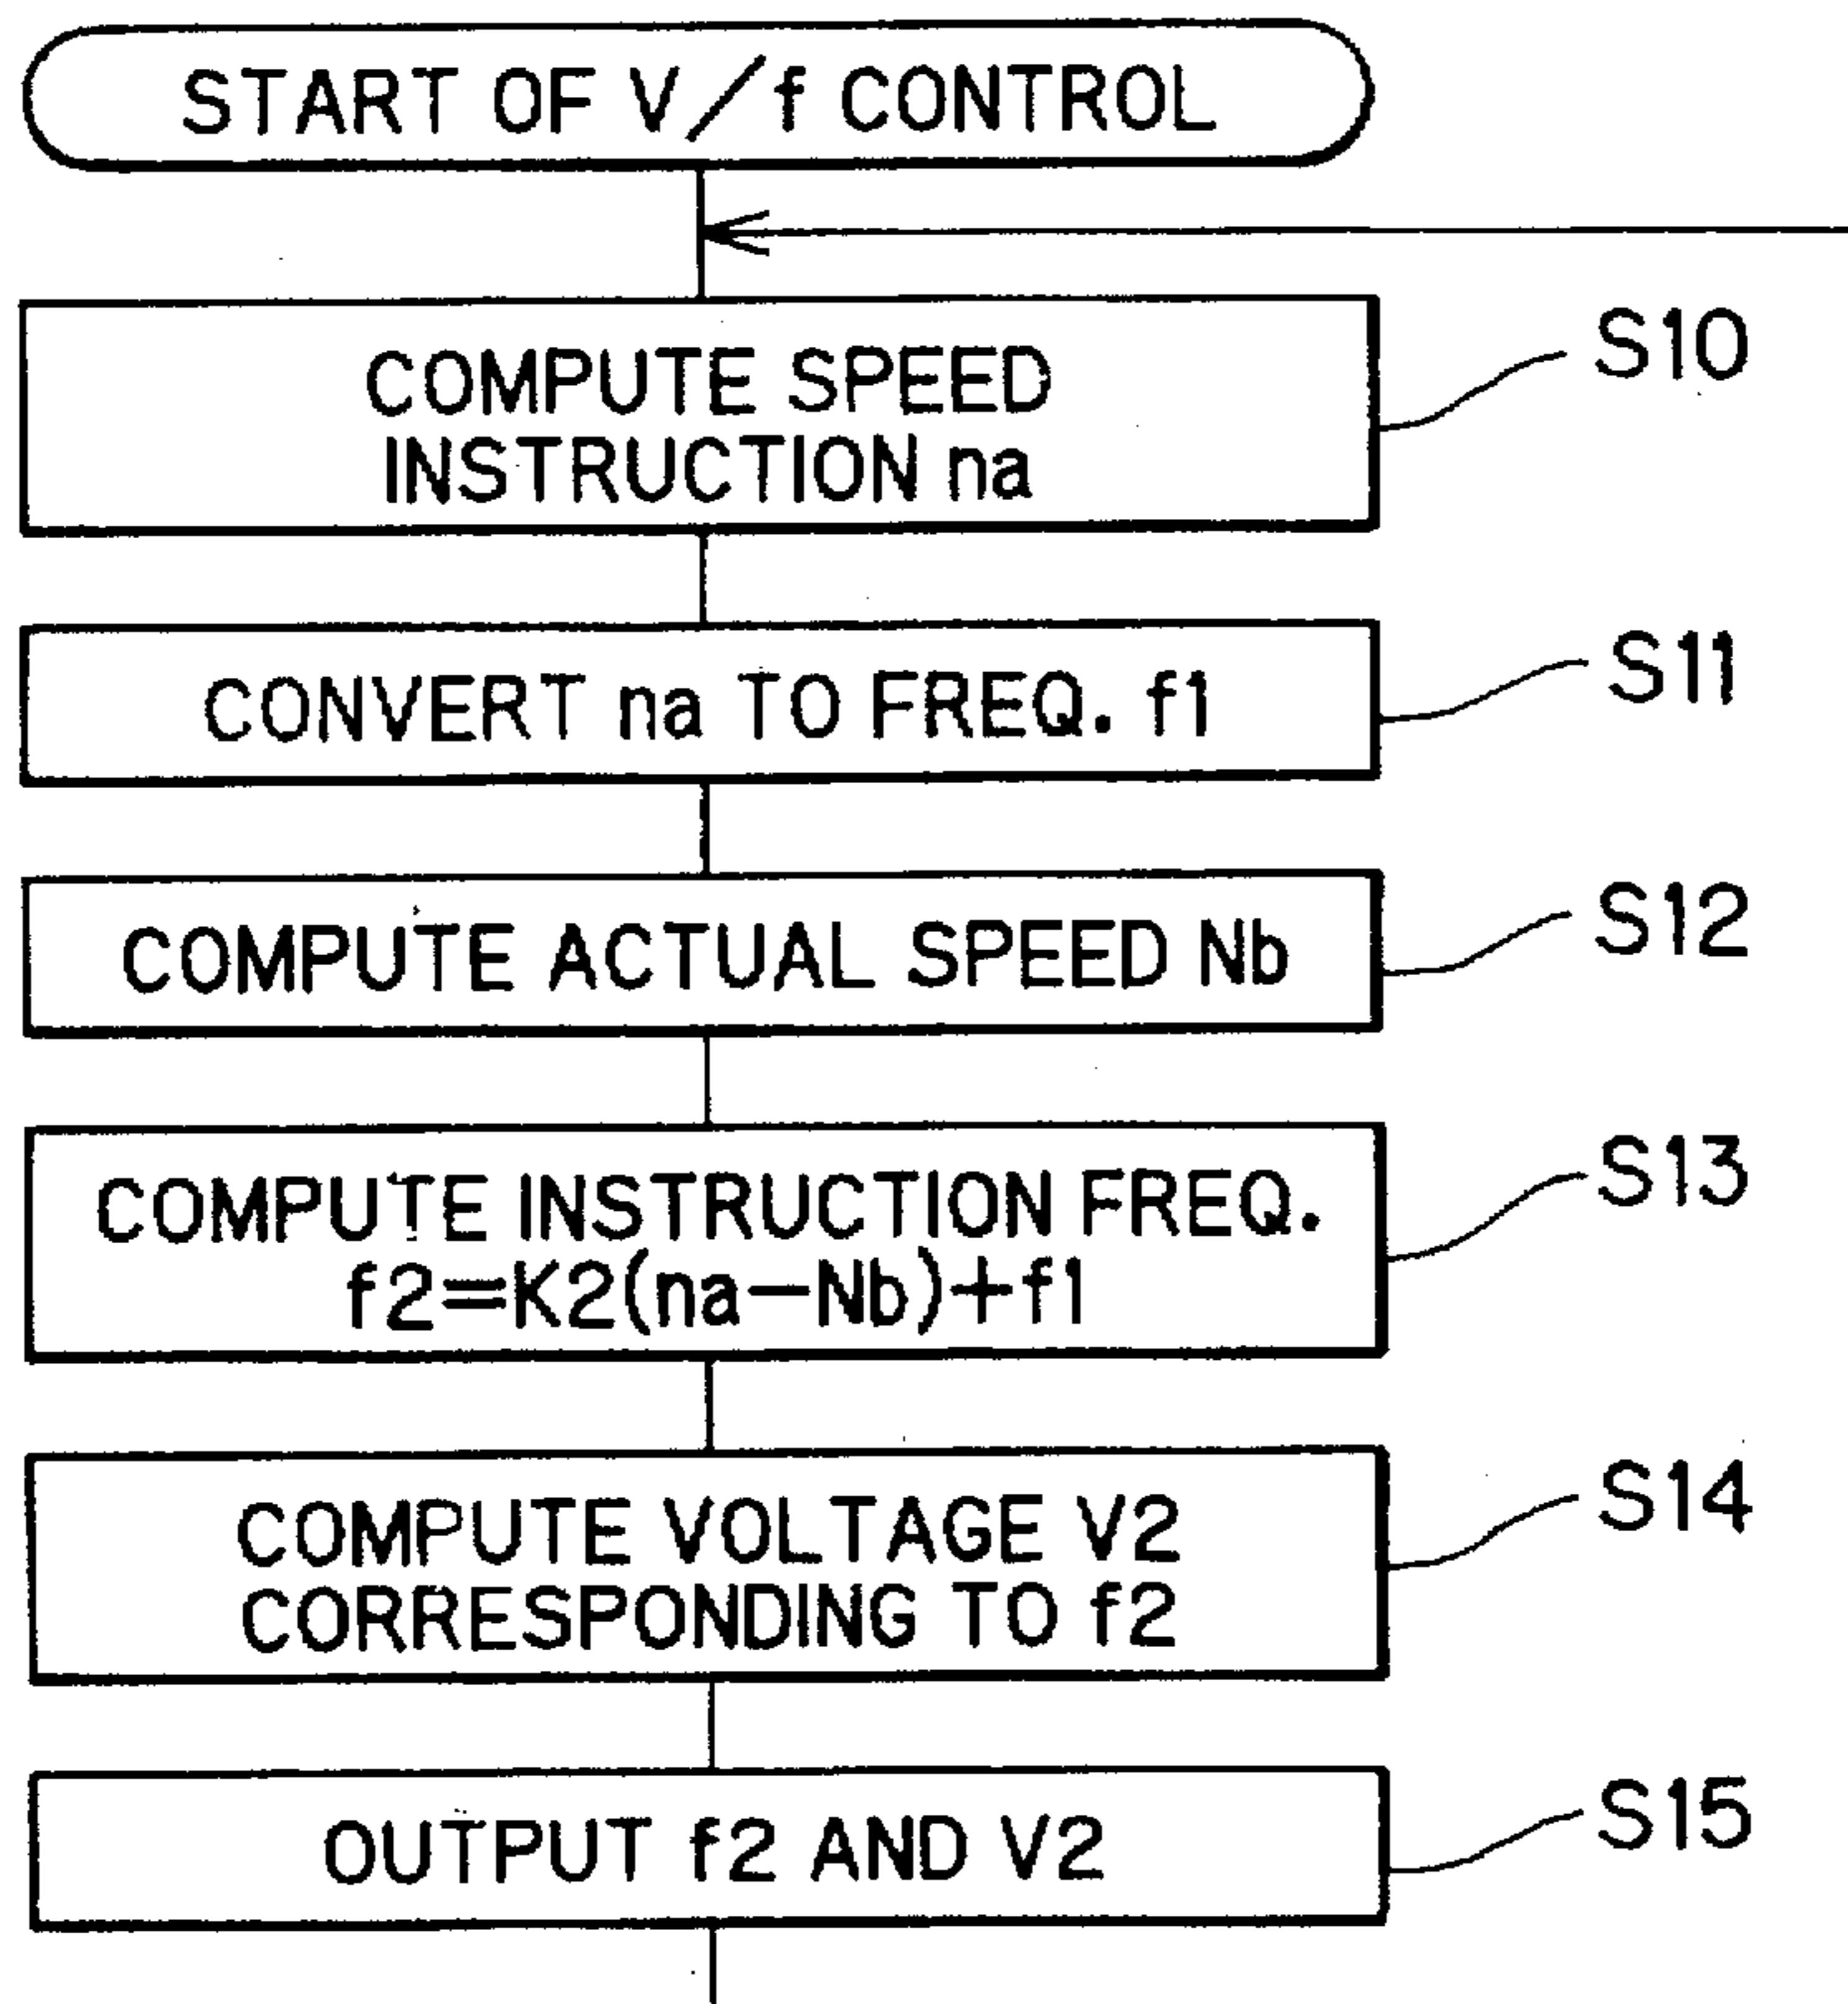 START OF V/f CONTROL
COMPUTE SPEED
INSTRUCTION na
S10
CONVERT na TO FREQ. f1
S11
COMPUTE ACTUAL SPEED Nb
S12
COMPUTE INSTRUCTION FREQ.
f2=K2(na-Nb)+f1
S13
COMPUTE VOLTAGE V2
CORRESPONDING TO f2
S14
OUTPUT f2 AND V2
S15